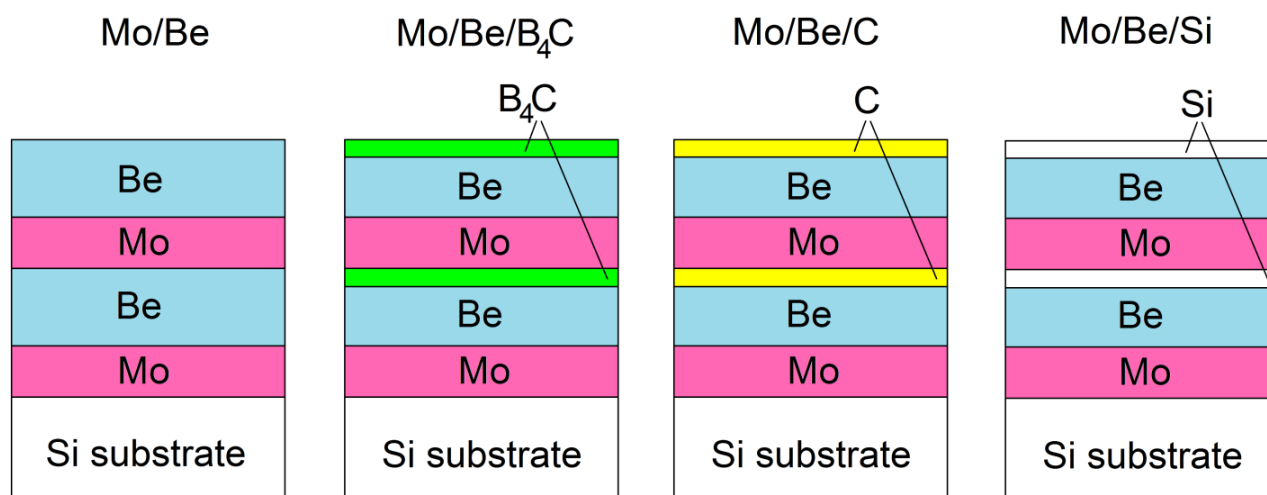 Mo/Be
Mo/Be/B₄C
Mo/Be/C
Mo/Be/Si
B₄C
C
Si
Be
Be
Be
Be
Mo
Mo
Mo
Mo
Be
Be
Be
Be
Mo
Mo
Mo
Mo
Si substrate
Si substrate
Si substrate
Si substrate